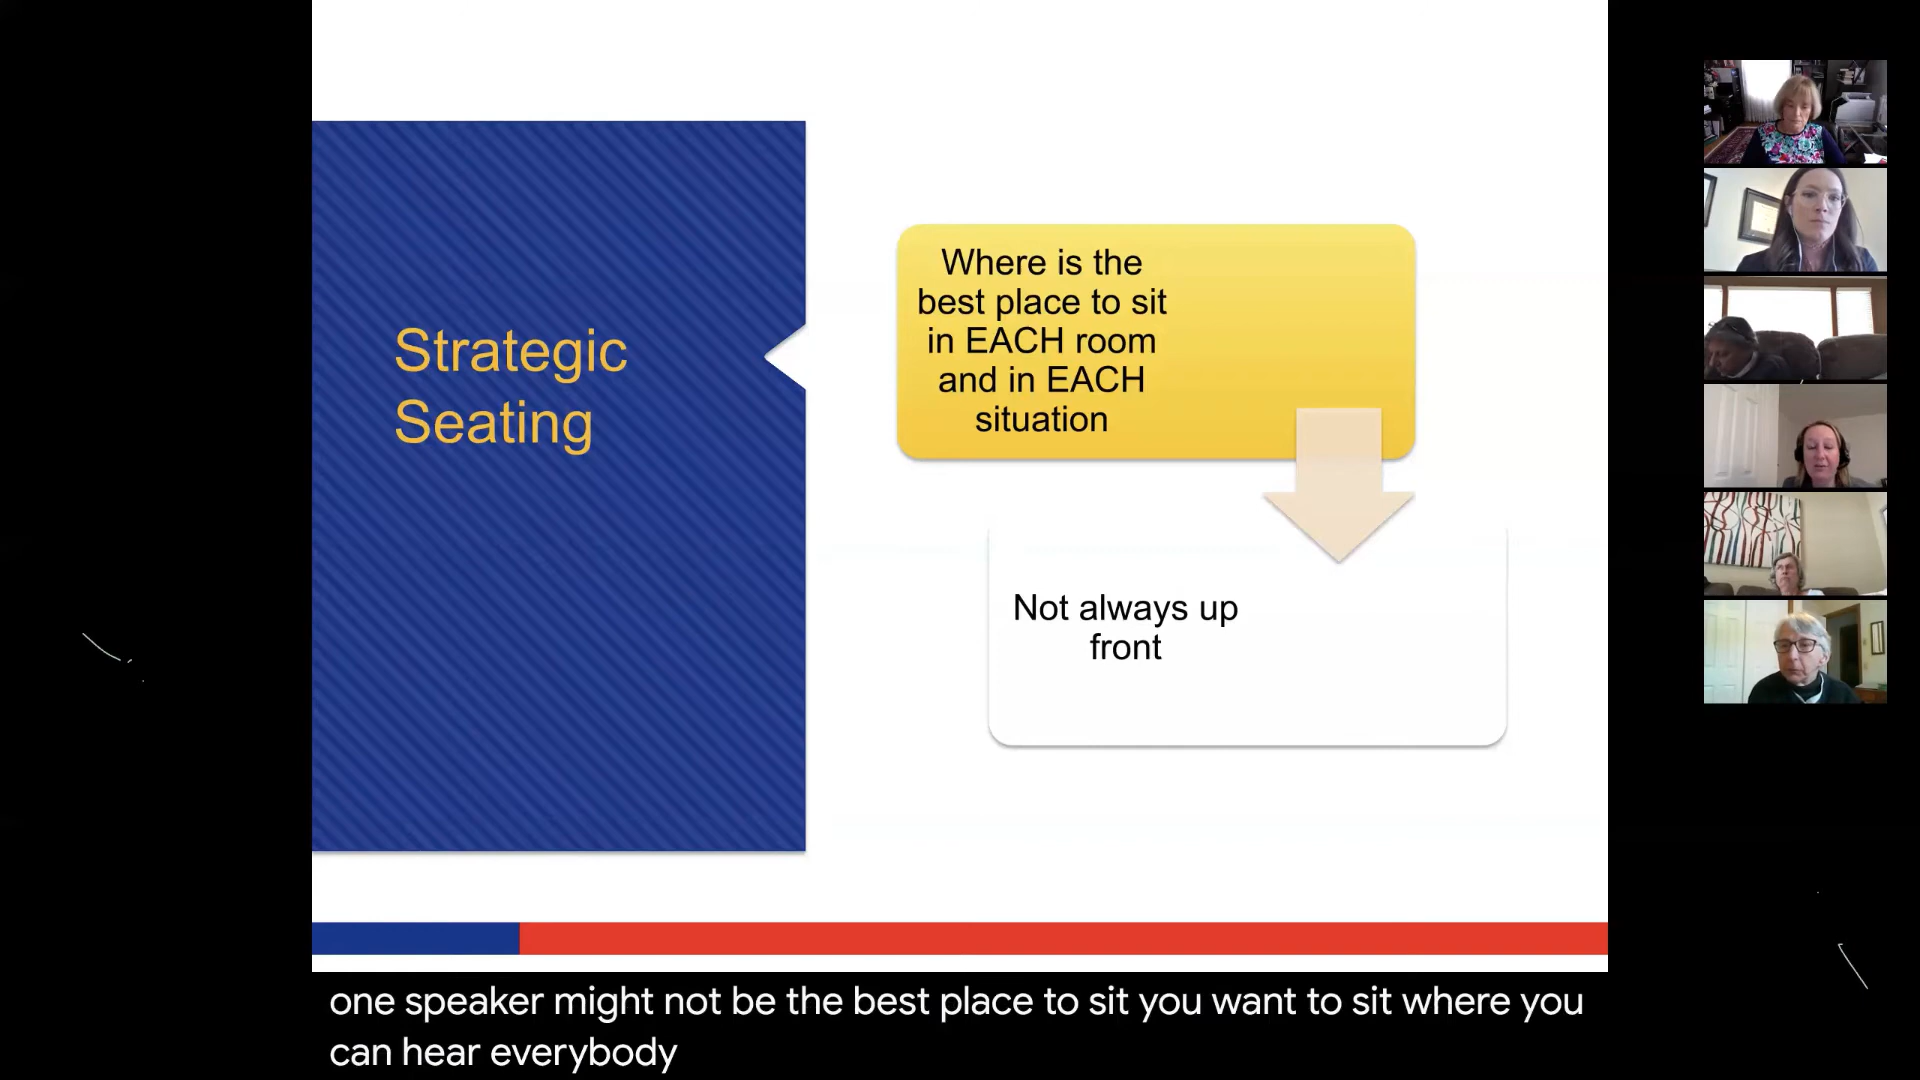 Strategic
Seating
Where is the
best place to sit
in EACH room
and in EACH
situation
Not always up
front
one speaker might not be the best place to sit you want to sit where you
can hear everybody